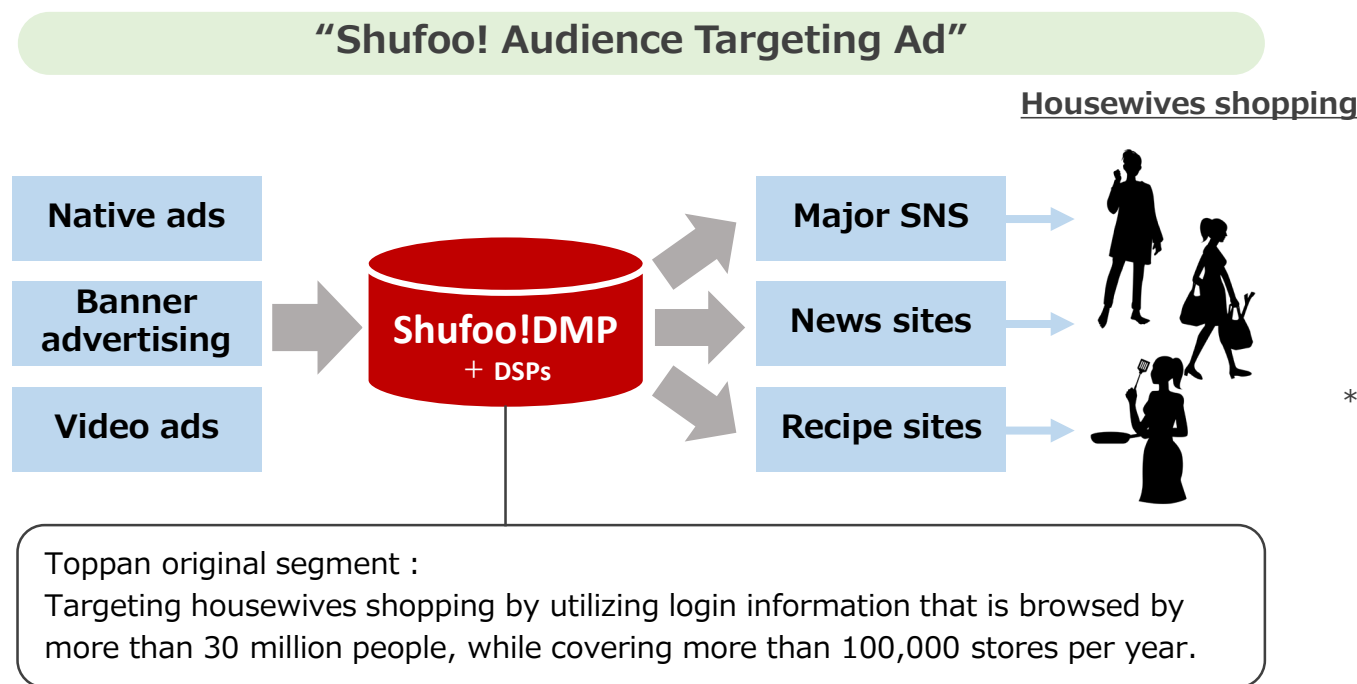 “Shufoo! Audience Targeting Ad”
Housewives shopping
Native ads
Banner
advertising
Video ads
Shufoo!DMP
+ DSPs
Major SNS
News sites
Recipe sites
*
Toppan original segment :
Targeting housewives shopping by utilizing login information that is browsed by
more than 30 million people, while covering more than 100,000 stores per year.